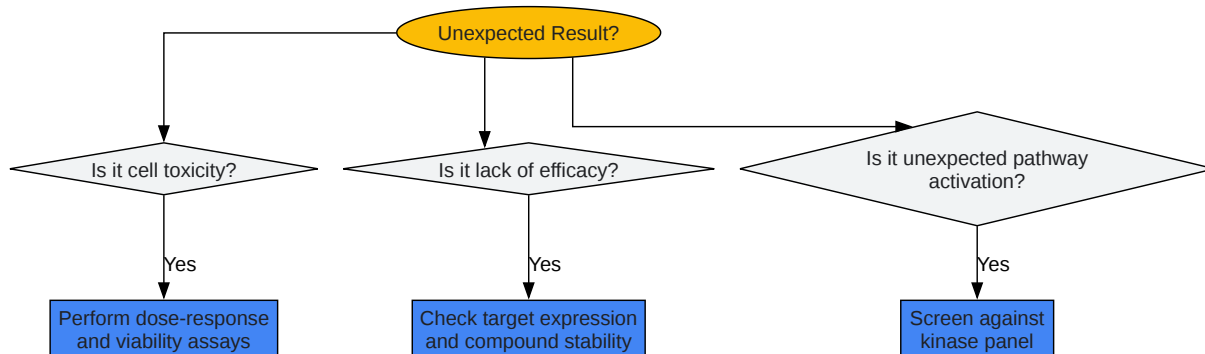 Unexpected Result?
Is it cell toxicity?
Is it lack of efficacy?
Is it unexpected pathway
activation?
Yes
Yes
Yes
Perform dose-response
and viability assays
Check target expression
and compound stability
Screen against
kinase panel